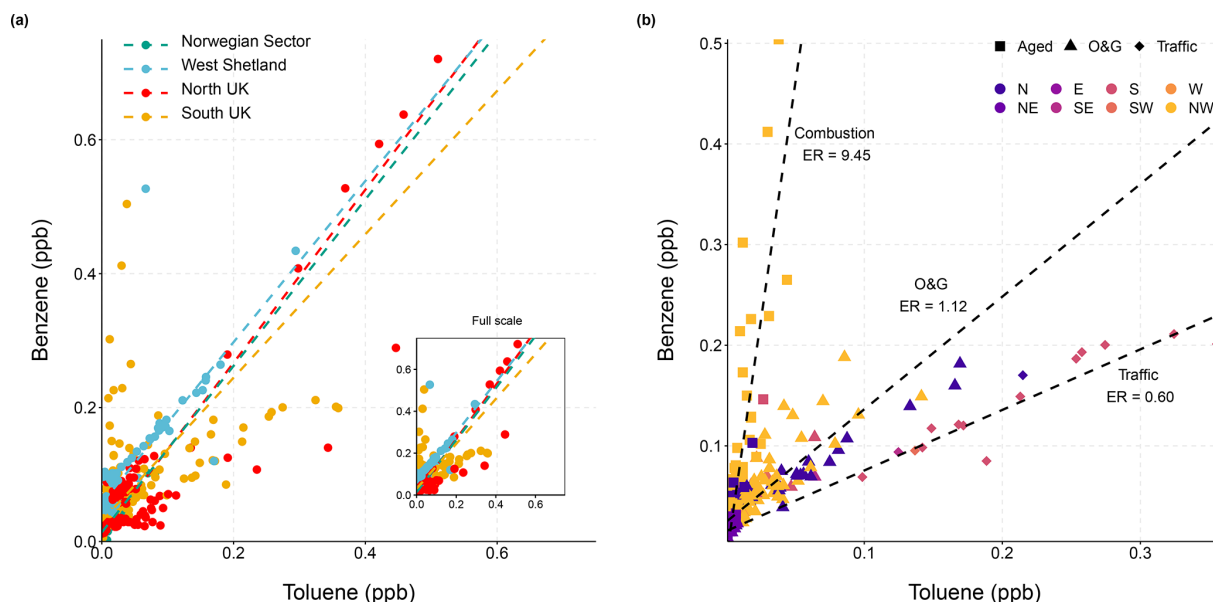 (a)
Norwegian Sector
West Shetland
North UK
South UK
0.6
0.4
0.2
0.0
Benzene (ppb)
0.0
0.2
0.4
0.6
Toluene (ppb)
Full scale
0.6
0.4
0.2
0.0
0.0 0.2 0.4 0.6
(b)
Aged O&G Traffic
N E S W
NE SE SW NW
Combustion
ER = 9.45
O&G
ER = 1.12
Traffic
ER = 0.60
0.5
0.4
0.3
0.2
0.1
Benzene (ppb)
0.1
0.2
0.3
Toluene (ppb)